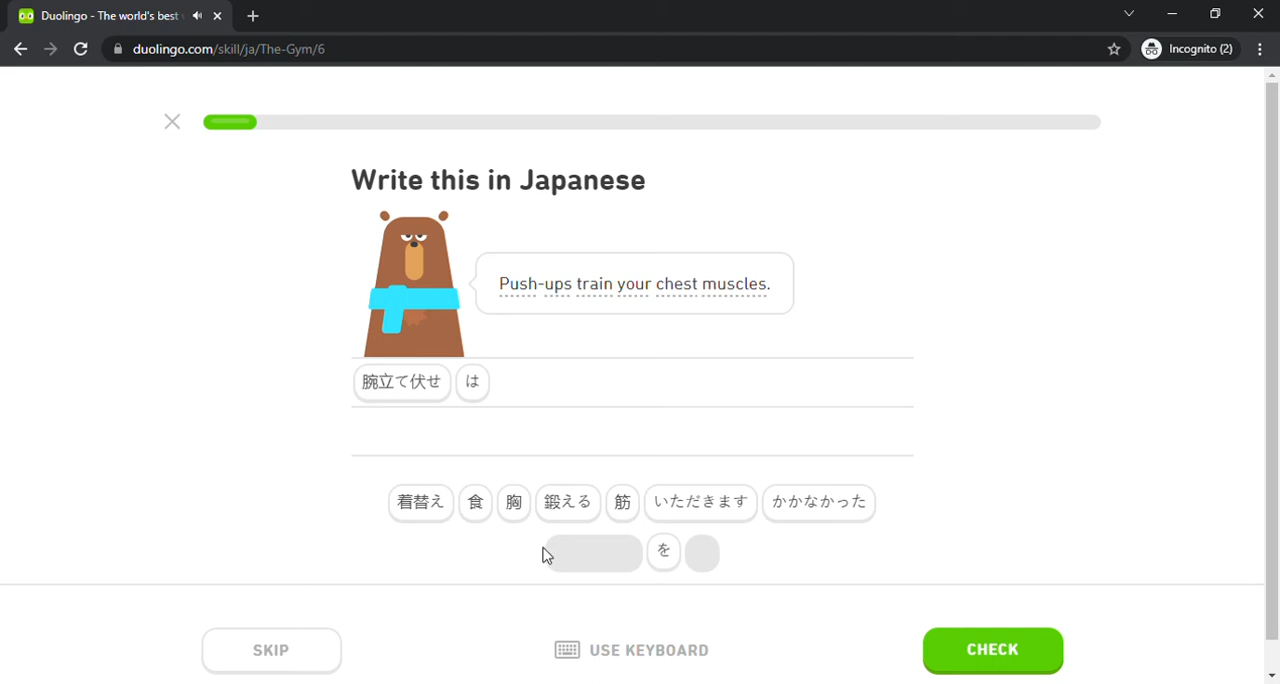 Duolingo - The world's best
duolingo.com/skill/ja/The-Gym/6
Incognito (2)
Write this in Japanese
Push-ups train your chest muscles.
腕立て伏せ は
着替え 食 胸 鍛える 筋 いただきます かかなかった
を
SKIP
USE KEYBOARD
CHECK